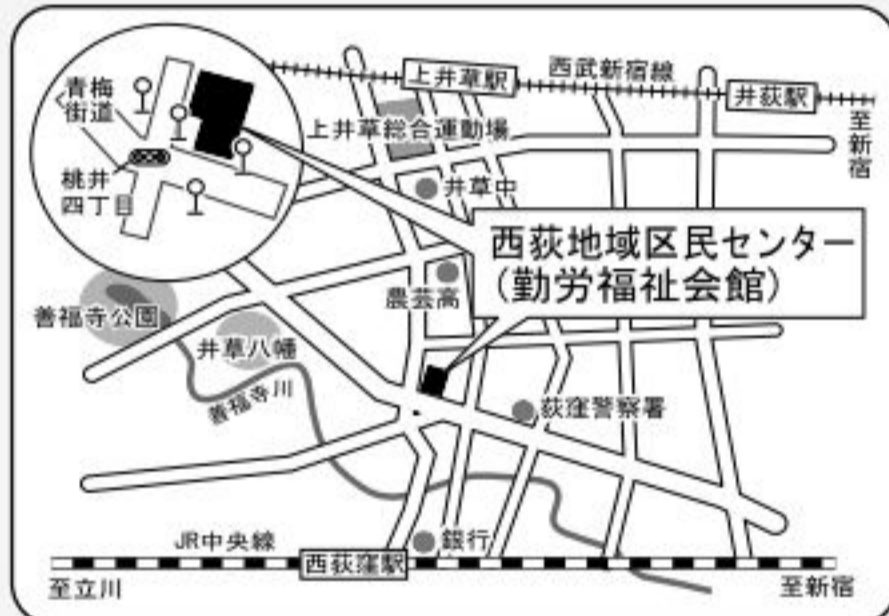 青梅
街道
桃井
四丁目
上井草駅
西武新宿線
井荻駅
至新宿
上井草総合運動場
井草中
西荻地域区民センター
(勤労福祉会館)
農芸高
善福寺公園
井草八幡
善福寺川
荻窪警察署
JR中央線
西荻窪駅
銀行
至立川
至新宿